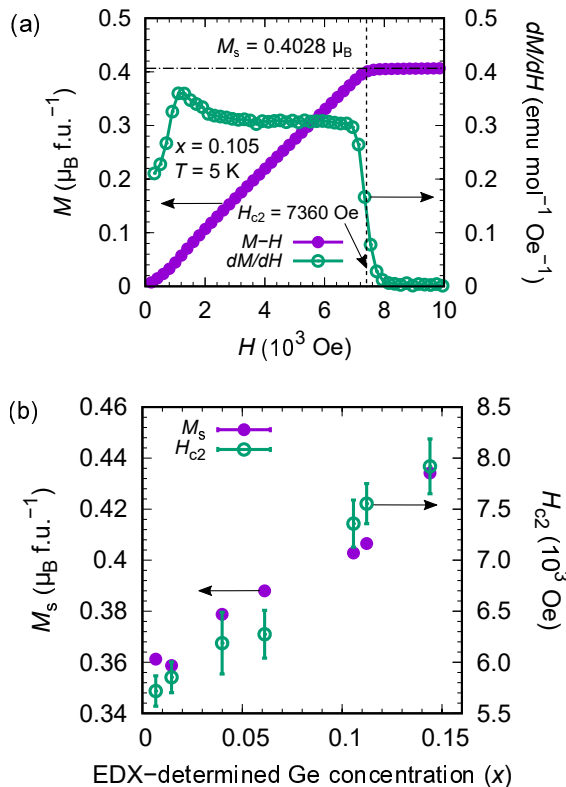 (a)
0.5
0.4
0.3
0.2
0.1
0
M (μB f.u.⁻¹)
Ms = 0.4028 μB
x = 0.105
T = 5 K
Hc2 = 7360 Oe
M−H
dM/dH
0.5
0.4
0.3
0.2
0.1
0
dM/dH (emu mol⁻¹ Oe⁻¹)
0 2 4 6 8 10
H (10³ Oe)
(b)
0.46
0.44
0.42
0.4
0.38
0.36
0.34
Ms (μB f.u.⁻¹)
Ms
Hc2
8.5
8
7.5
7
6.5
6
5.5
Hc2 (10³ Oe)
0 0.05 0.1 0.15
EDX−determined Ge concentration (x)